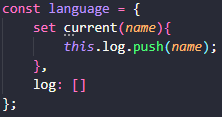 const language = {
    set current(name){
        this.log.push(name);
    },
    log: []
};